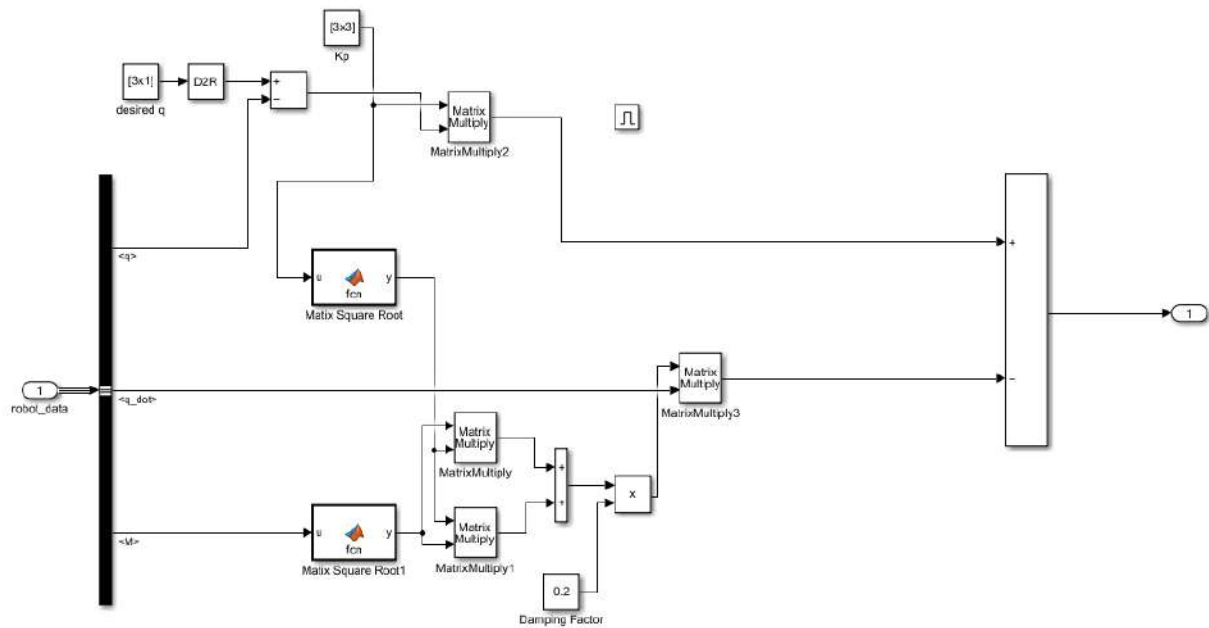 [3x3]
Kp
[3x1]
D2R
+
−
desired q
Matrix
Multiply
MatrixMultiply2
<q>
+
u
fcn
y
Matix Square Root
1
1
robol_data
<q_dot>
Matrix
Multiply
MatrixMultiply3
−
Matrix
Multiply
MatrixMultiply
+
+
x
<M>
u
fcn
y
Matix Square Root1
Matrix
Multiply
MatrixMultiply1
0.2
Damping Factor